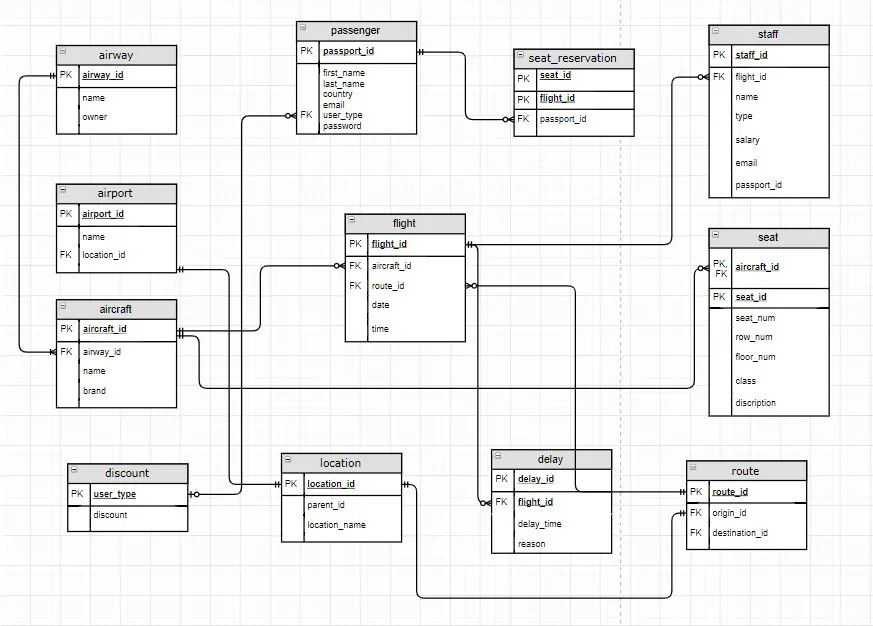 airway
PK airway_id
name
owner
passenger
PK passport_id
first_name
last_name
country
email
FK user_type
password
seat_reservation
PK seat_id
PK flight_id
FK passport_id
staff
PK staff_id
FK flight_id
name
type
salary
email
passport_id
airport
PK airport_id
name
FK location_id
flight
PK flight_id
FK aircraft_id
FK route_id
date
time
seat
PK, FK aircraft_id
PK seat_id
seat_num
row_num
floor_num
class
discription
aircraft
PK aircraft_id
FK airway_id
name
brand
discount
PK user_type
discount
location
PK location_id
parent_id
location_name
delay
PK delay_id
FK flight_id
delay_time
reason
route
PK route_id
FK origin_id
FK destination_id